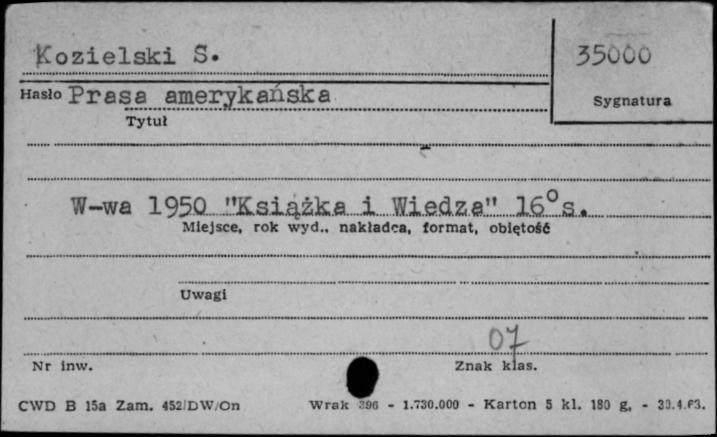 Kozielski S.
35000
Hasło Prasa amerykańska
Sygnatura
Tytuł
W-wa 1950 "Książka i Wiedza" 16° s.
Miejsce, rok wyd., nakładca, format, objętość
Uwagi
07
Nr inw.
Znak klas.
CWD B 15a Zam. 452/DW/On Wrak 396 - 1.730.000 - Karton 5 kl. 180 g. - 30.4.63.